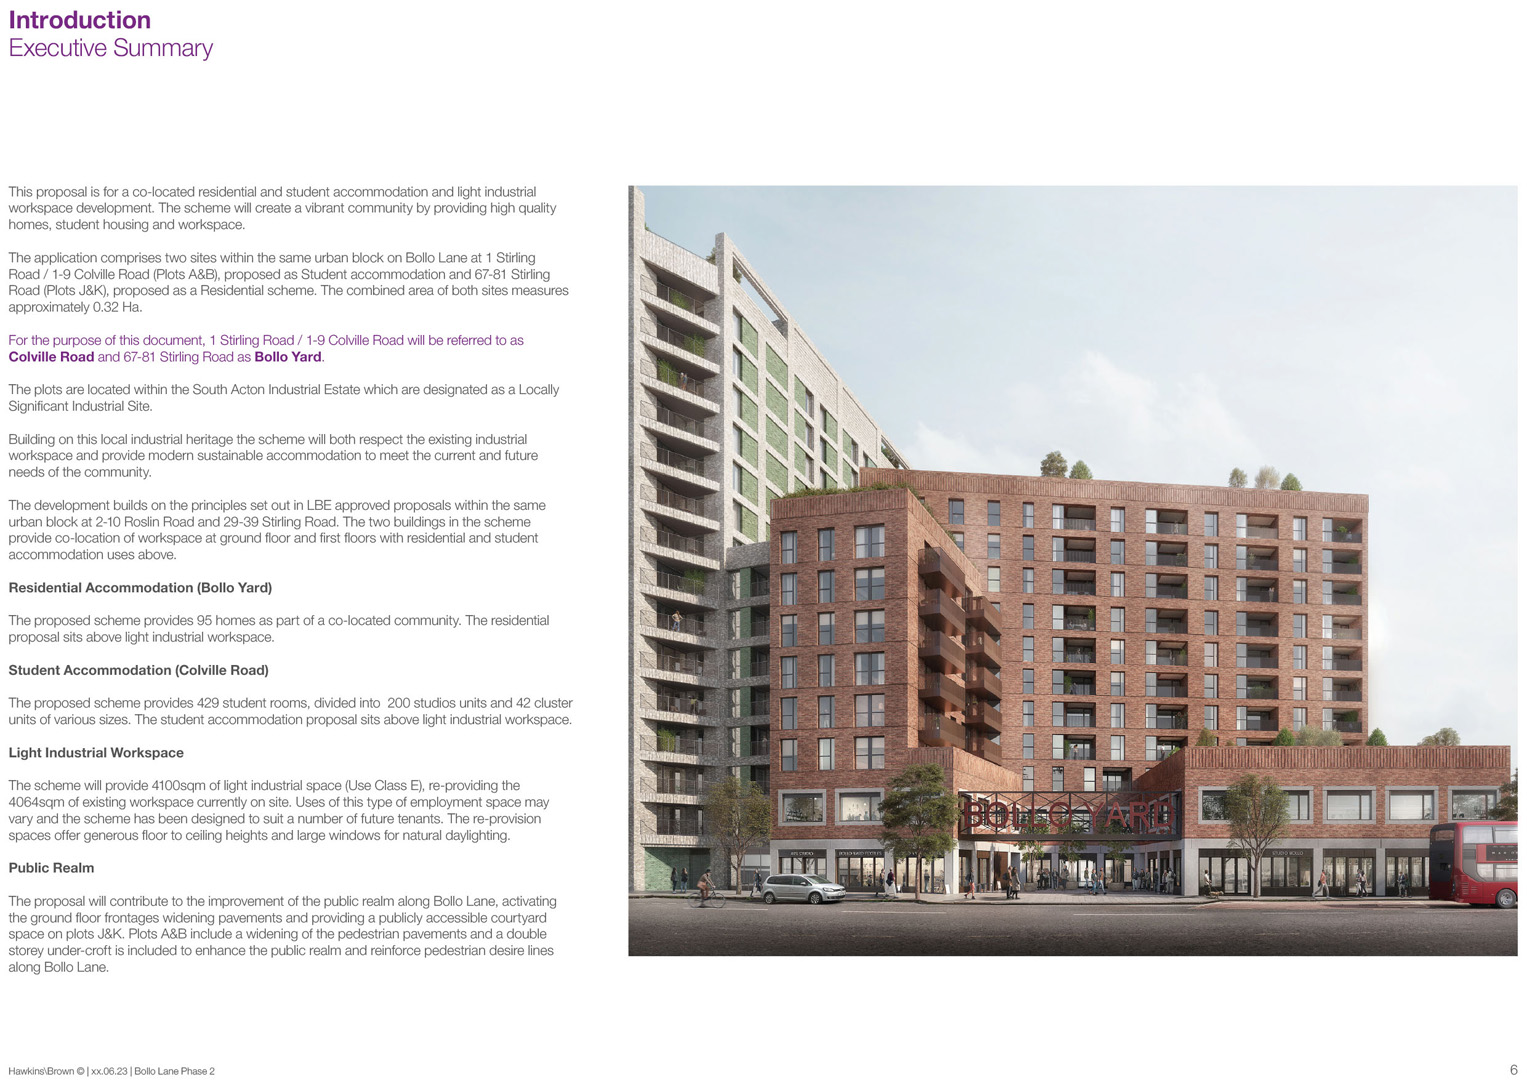 Introduction
Executive Summary
This proposal is for a co-located residential and student accommodation and light industrial
workspace development. The scheme will create a vibrant community by providing high quality
homes, student housing and workspace.
The application comprises two sites within the same urban block on Bollo Lane at 1 Stirling
Road / 1-9 Colville Road (Plots A&B), proposed as Student accommodation and 67-81 Stirling
Road (Plots J&K), proposed as a Residential scheme. The combined area of both sites measures
approximately 0.32 Ha.
For the purpose of this document, 1 Stirling Road / 1-9 Colville Road will be referred to as
Colville Road and 67-81 Stirling Road as Bollo Yard.
The plots are located within the South Acton Industrial Estate which are designated as a Locally
Significant Industrial Site.
Building on this local industrial heritage the scheme will both respect the existing industrial
workspace and provide modern sustainable accommodation to meet the current and future
needs of the community.
The development builds on the principles set out in LBE approved proposals within the same
urban block at 2-10 Roslin Road and 29-39 Stirling Road. The two buildings in the scheme
provide co-location of workspace at ground floor and first floors with residential and student
accommodation uses above.
Residential Accommodation (Bollo Yard)
The proposed scheme provides 95 homes as part of a co-located community. The residential
proposal sits above light industrial workspace.
Student Accommodation (Colville Road)
The proposed scheme provides 429 student rooms, divided into  200 studios units and 42 cluster
units of various sizes. The student accommodation proposal sits above light industrial workspace.
Light Industrial Workspace
The scheme will provide 4100sqm of light industrial space (Use Class E), re-providing the
4064sqm of existing workspace currently on site. Uses of this type of employment space may
vary and the scheme has been designed to suit a number of future tenants. The re-provision
spaces offer generous floor to ceiling heights and large windows for natural daylighting.
Public Realm
The proposal will contribute to the improvement of the public realm along Bollo Lane, activating
the ground floor frontages widening pavements and providing a publicly accessible courtyard
space on plots J&K. Plots A&B include a widening of the pedestrian pavements and a double
storey under-croft is included to enhance the public realm and reinforce pedestrian desire lines
along Bollo Lane.
BOLLO YARD
STUDIO BOLLO
Hawkins\Brown © | xx.06.23 | Bollo Lane Phase 2
6